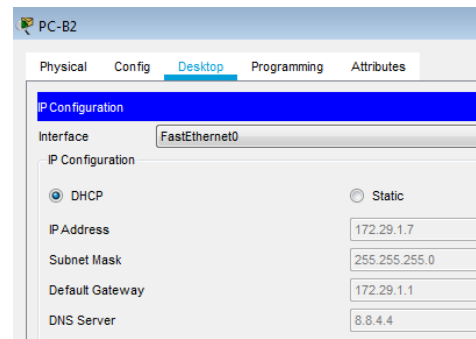 PC-B2
Physical Config Desktop Programming Attributes
IP Configuration
Interface FastEthernet0
IP Configuration
DHCP Static
IP Address 172.29.1.7
Subnet Mask 255.255.255.0
Default Gateway 172.29.1.1
DNS Server 8.8.4.4